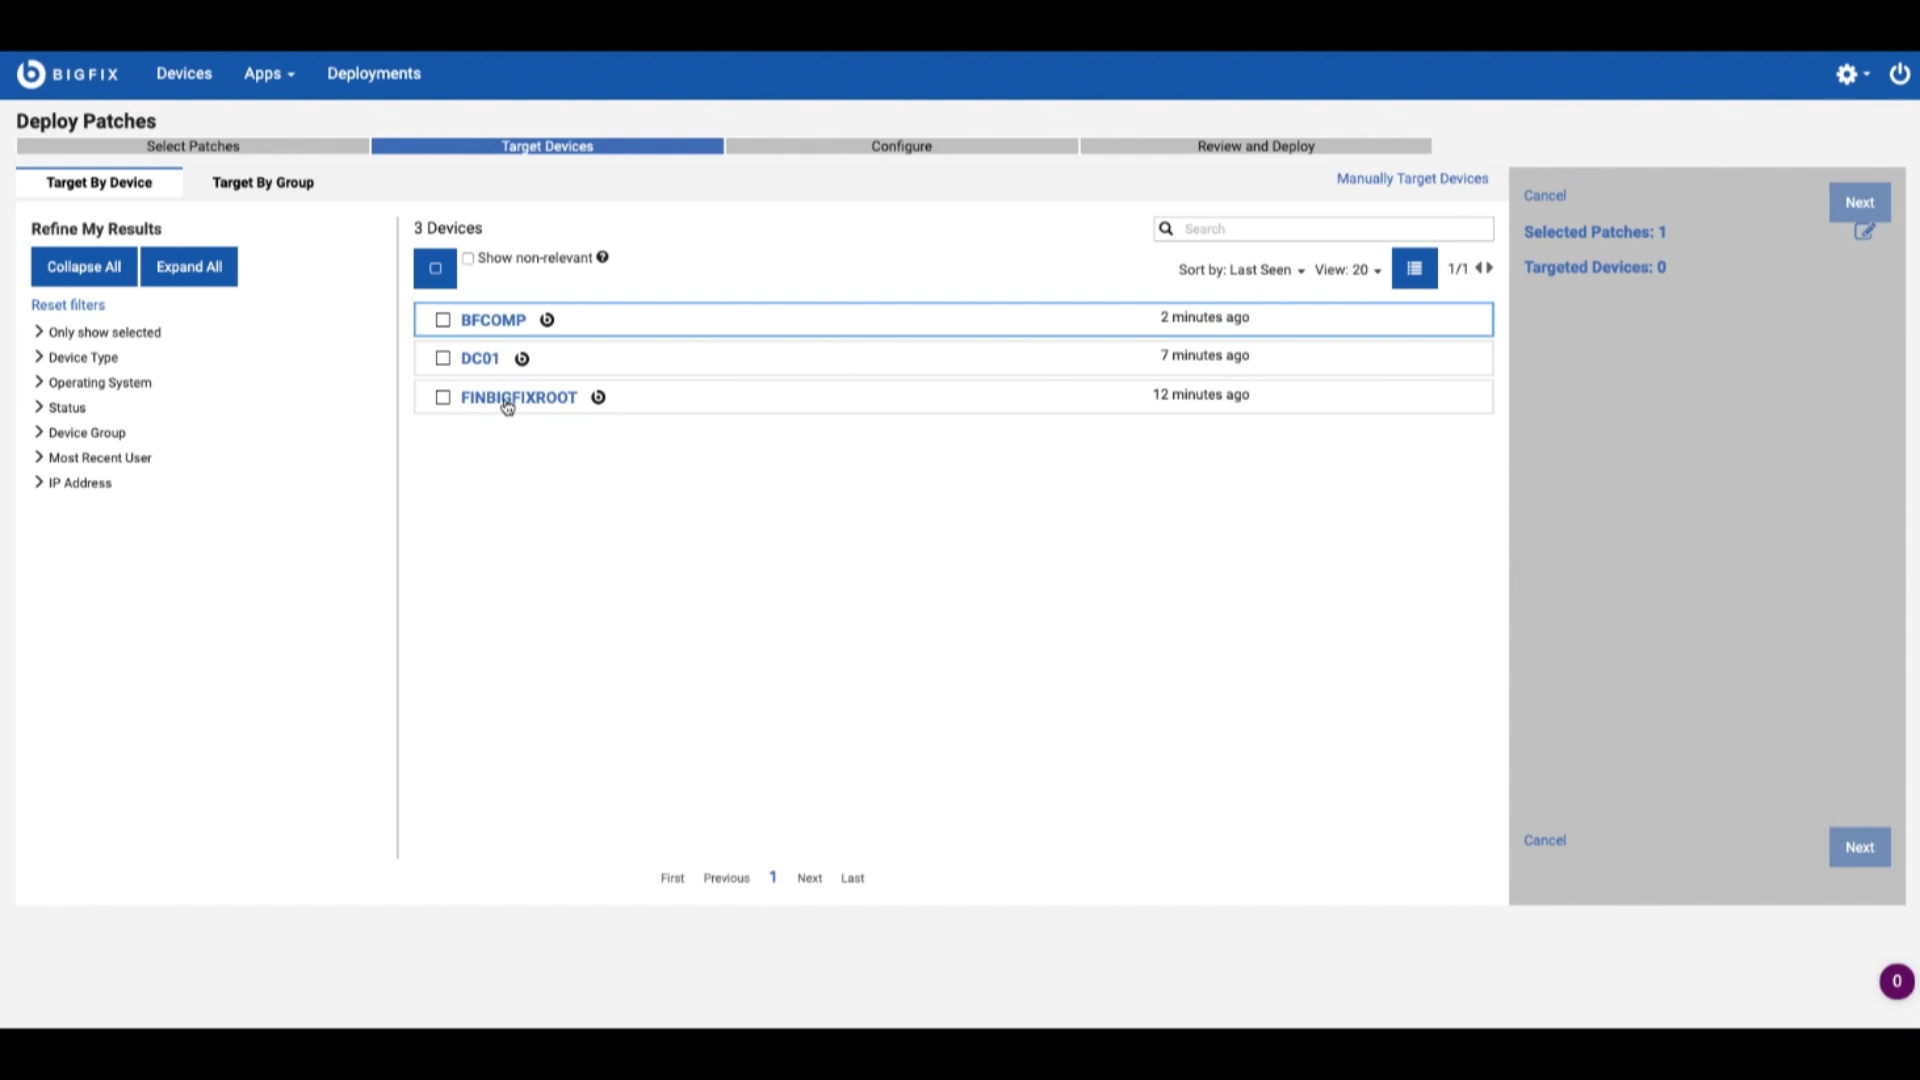 BIGFIX Devices Apps Deployments
Deploy Patches
Select Patches Target Devices Configure Review and Deploy
Target By Device Target By Group Manually Target Devices
Cancel Next
Refine My Results
3 Devices
Search
Selected Patches: 1
Collapse All Expand All
Show non-relevant
Sort by: Last Seen View: 20 1/1
Targeted Devices: 0
Reset filters
Only show selected
Device Type
Operating System
Status
Device Group
Most Recent User
IP Address
BFCOMP 2 minutes ago
DC01 7 minutes ago
FINBIGFIXROOT 12 minutes ago
Cancel Next
First Previous 1 Next Last
0